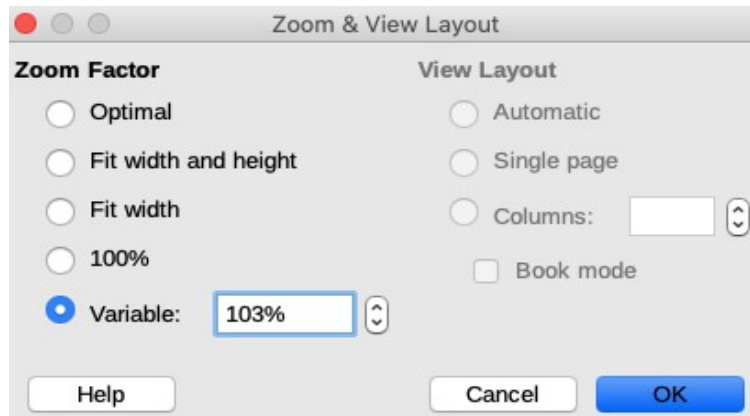 Zoom & View Layout
Zoom Factor
Optimal
Fit width and height
Fit width
100%
Variable: 103%
View Layout
Automatic
Single page
Columns:
Book mode
Help
Cancel
OK